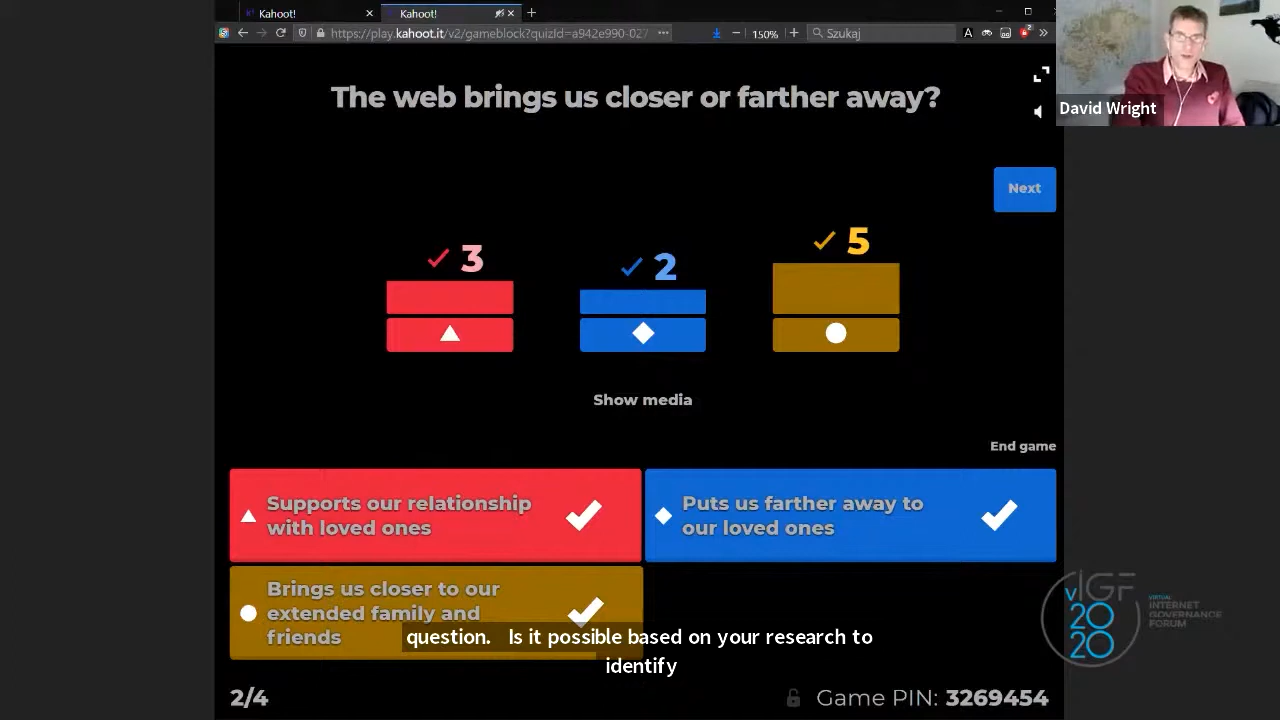 Kahoot!
Kahoot!
https://play.kahoot.it/v2/gameblock?quizId=a942e990-027
150%
Szukaj
The web brings us closer or farther away?
David Wright
Next
3
2
5
Show media
End game
Supports our relationship
with loved ones
Puts us farther away to
our loved ones
Brings us closer to our
extended family and
friends
question. Is it possible based on your research to
identify
vIGF
2020
VIRTUAL
INTERNET
GOVERNANCE
FORUM
2/4
Game PIN: 3269454